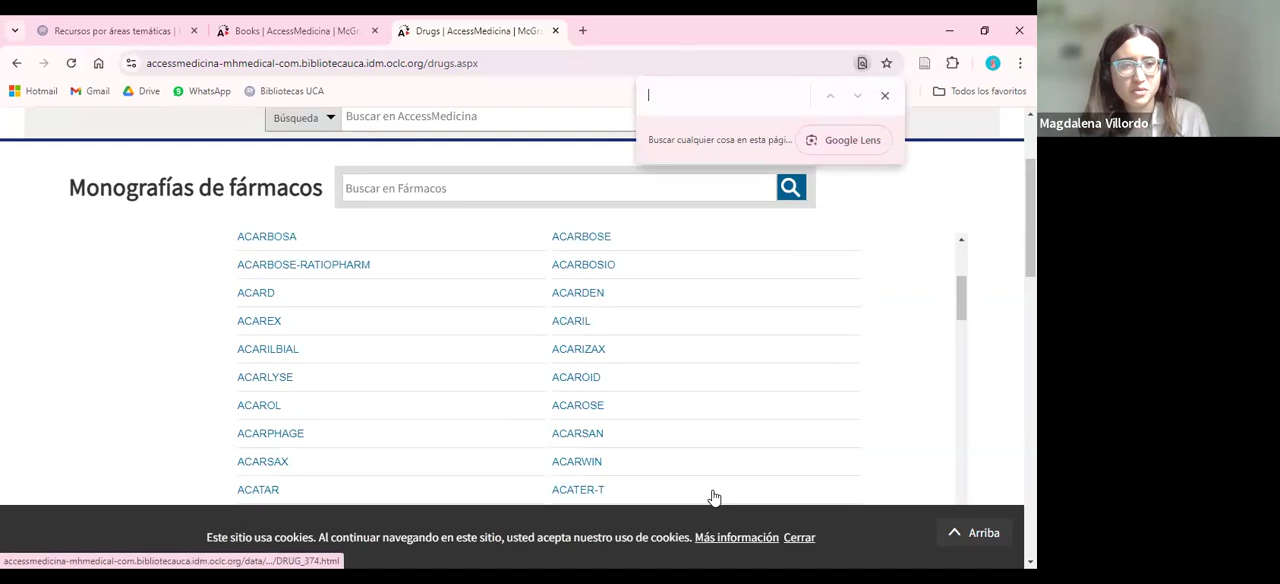 Recursos por áreas temáticas |
Books | AccessMedicina | McGr
Drugs | AccessMedicina | McGr
accessmedicina-mhmedical-com.bibliotecauca.idm.oclc.org/drugs.aspx
Hotmail
Gmail
Drive
WhatsApp
Bibliotecas UCA
Todos los favoritos
Búsqueda
Buscar en AccessMedicina
Buscar cualquier cosa en esta pági...
Google Lens
Magdalena Villordo
Monografías de fármacos
Buscar en Fármacos
ACARBOSA ACARBOSE
ACARBOSE-RATIOPHARM ACARBOSIO
ACARD ACARDEN
ACAREX ACARIL
ACARILBIAL ACARIZAX
ACARLYSE ACAROID
ACAROL ACAROSE
ACARPHAGE ACARSAN
ACARSAX ACARWIN
ACATAR ACATER-T
Este sitio usa cookies. Al continuar navegando en este sitio, usted acepta nuestro uso de cookies. Más información Cerrar
Arriba
accessmedicina-mhmedical-com.bibliotecauca.idm.oclc.org/data/.../DRUG_374.html